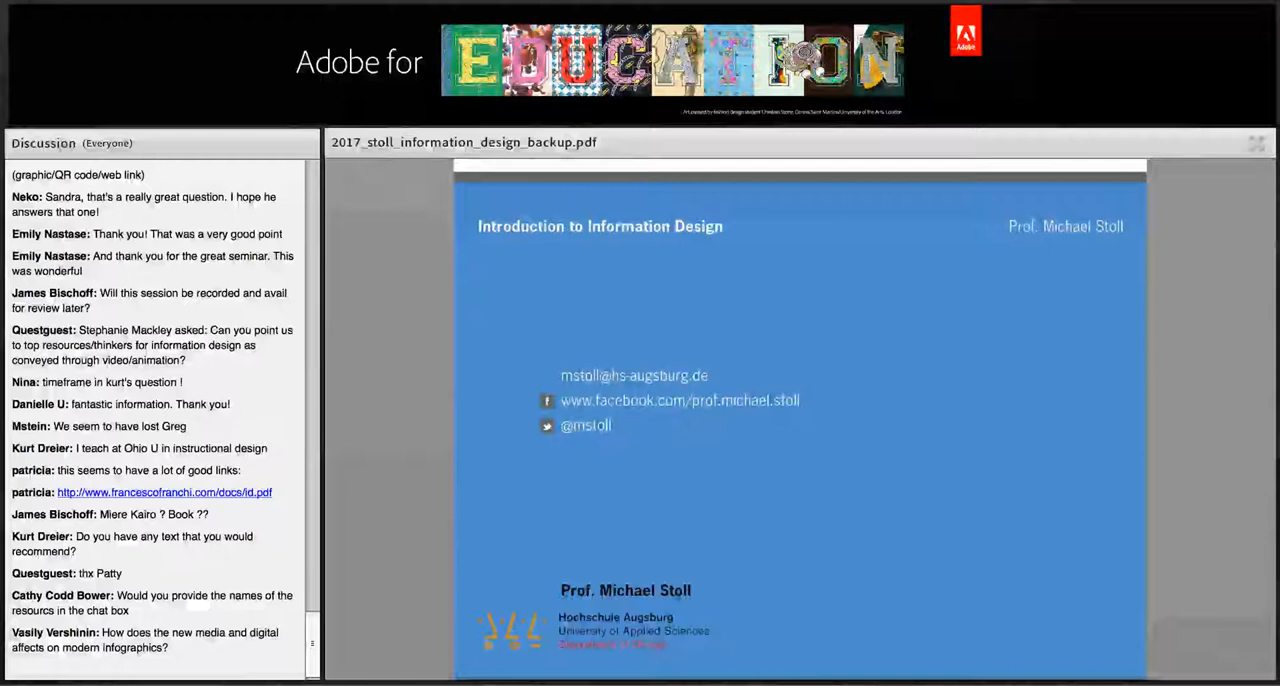 Adobe for EDUCATION
Adobe
Discussion (Everyone)
(graphic/QR code/web link)
Neko: Sandra, that's a really great question. I hope he
answers that one!
Emily Nastase: Thank you! That was a very good point
Emily Nastase: And thank you for the great seminar. This
was wonderful
James Bischoff: Will this session be recorded and avail
for review later?
Questguest: Stephanie Mackley asked: Can you point us
to top resources/thinkers for information design as
conveyed through video/animation?
Nina: timeframe in kurt's question !
Danielle U: fantastic information. Thank you!
Mstein: We seem to have lost Greg
Kurt Dreier: I teach at Ohio U in instructional design
patricia: this seems to have a lot of good links:
patricia: http://www.francescofranchi.com/docs/id.pdf
James Bischoff: Miere Kairo ? Book ??
Kurt Dreier: Do you have any text that you would
recommend?
Questguest: thx Patty
Cathy Codd Bower: Would you provide the names of the
resourcs in the chat box
Vasily Vershinin: How does the new media and digital
affects on modern infographics?
2017_stoll_information_design_backup.pdf
Introduction to Information Design
Prof. Michael Stoll
mstoll@hs-augsburg.de
www.facebook.com/prof.michael.stoll
@mstoll
Prof. Michael Stoll
Hochschule Augsburg
University of Applied Sciences